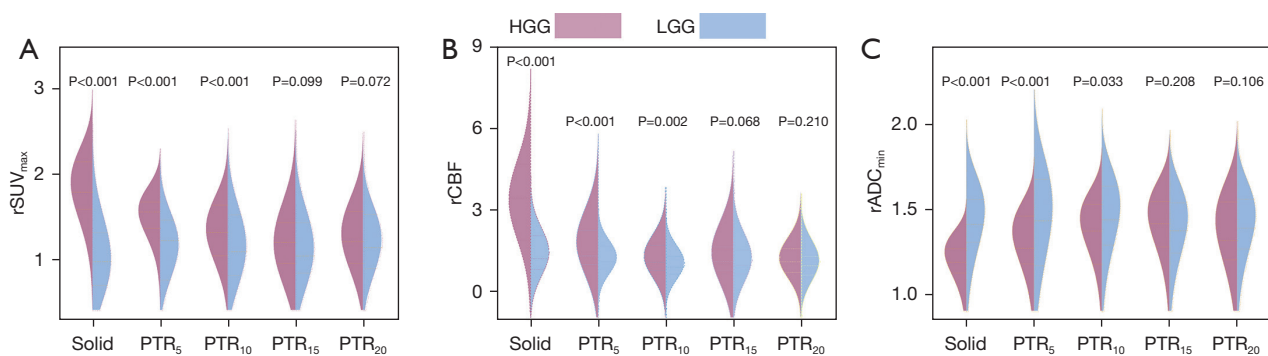 HGG LGG
A
rSUVmax
3
2
1
P<0.001 P<0.001 P<0.001 P=0.099 P=0.072
Solid PTR5 PTR10 PTR15 PTR20
B
rCBF
9
6
3
0
P<0.001
P<0.001 P=0.002 P=0.068 P=0.210
Solid PTR5 PTR10 PTR15 PTR20
C
rADCmin
2.0
1.5
1.0
P<0.001 P<0.001 P=0.033 P=0.208 P=0.106
Solid PTR5 PTR10 PTR15 PTR20